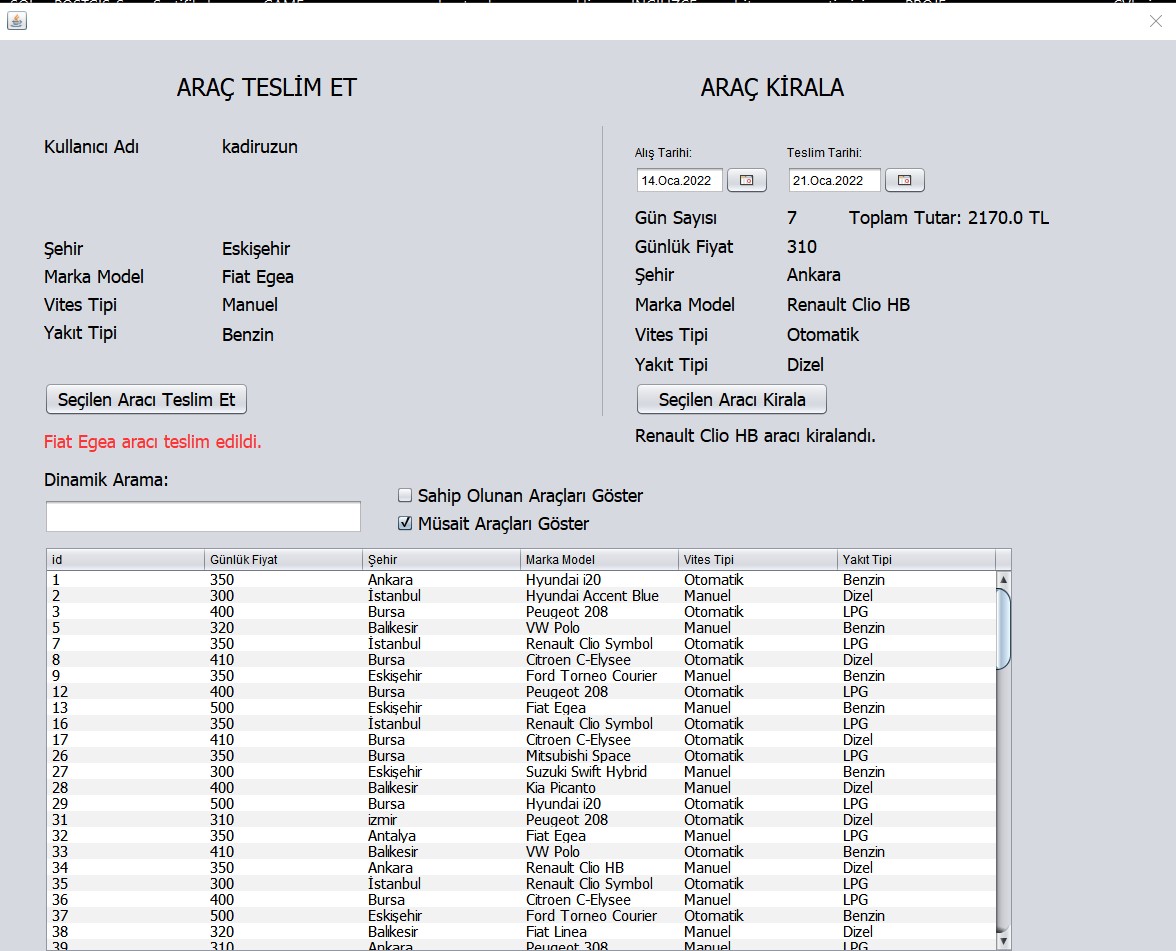 ARAÇ TESLİM ET
Kullanıcı Adı kadiruzun
Şehir Eskişehir
Marka Model Fiat Egea
Vites Tipi Manuel
Yakıt Tipi Benzin
Seçilen Aracı Teslim Et
Fiat Egea aracı teslim edildi.
ARAÇ KİRALA
Alış Tarihi: Teslim Tarihi:
14.Oca.2022 21.Oca.2022
Gün Sayısı 7 Toplam Tutar: 2170.0 TL
Günlük Fiyat 310
Şehir Ankara
Marka Model Renault Clio HB
Vites Tipi Otomatik
Yakıt Tipi Dizel
Seçilen Aracı Kirala
Renault Clio HB aracı kiralandı.
Dinamik Arama:
Sahip Olunan Araçları Göster
Müsait Araçları Göster
id Günlük Fiyat Şehir Marka Model Vites Tipi Yakıt Tipi
1 350 Ankara Hyundai i20 Otomatik Benzin
2 300 İstanbul Hyundai Accent Blue Manuel Dizel
3 400 Bursa Peugeot 208 Otomatik LPG
5 320 Balıkesir VW Polo Manuel Benzin
7 350 İstanbul Renault Clio Symbol Otomatik LPG
8 410 Bursa Citroen C-Elysee Otomatik Dizel
9 350 Eskişehir Ford Torneo Courier Manuel Benzin
12 400 Bursa Peugeot 208 Otomatik LPG
13 500 Eskişehir Fiat Egea Manuel Benzin
16 350 İstanbul Renault Clio Symbol Otomatik LPG
17 410 Bursa Citroen C-Elysee Otomatik Dizel
26 350 Bursa Mitsubishi Space Otomatik LPG
27 300 Eskişehir Suzuki Swift Hybrid Manuel Benzin
28 400 Balıkesir Kia Picanto Manuel Dizel
29 500 Bursa Hyundai i20 Otomatik LPG
31 310 izmir Peugeot 208 Otomatik Dizel
32 350 Antalya Fiat Egea Manuel LPG
33 410 Balıkesir VW Polo Otomatik Benzin
34 350 Ankara Renault Clio HB Manuel Dizel
35 300 İstanbul Renault Clio Symbol Otomatik LPG
36 400 Bursa Citroen C-Elysee Manuel LPG
37 500 Eskişehir Ford Torneo Courier Otomatik Benzin
38 320 Balıkesir Fiat Linea Manuel Dizel
39 310 Ankara Peugeot 308 Manuel LPG